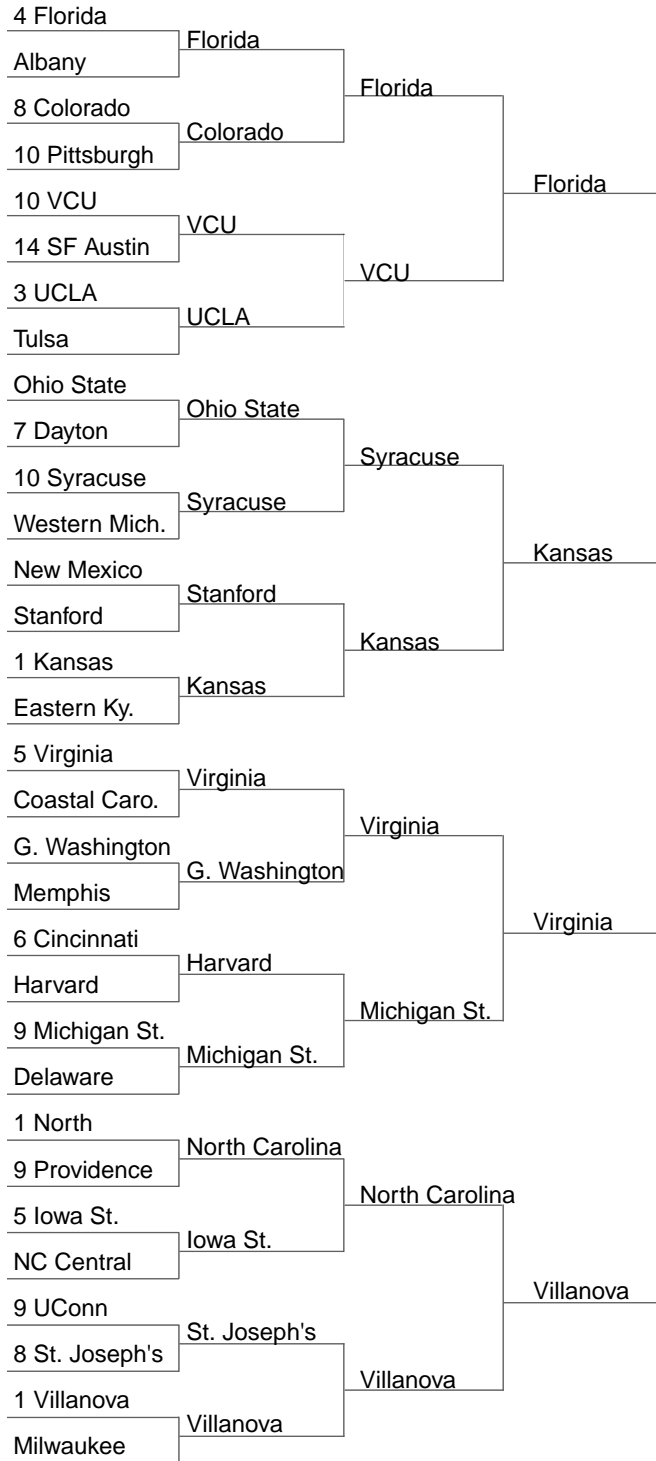 4 Florida
Albany
8 Colorado
10 Pittsburgh
10 VCU
14 SF Austin
3 UCLA
Tulsa
Ohio State
7 Dayton
10 Syracuse
Western Mich.
New Mexico
Stanford
1 Kansas
Eastern Ky.
5 Virginia
Coastal Caro.
G. Washington
Memphis
6 Cincinnati
Harvard
9 Michigan St.
Delaware
1 North
9 Providence
5 Iowa St.
NC Central
9 UConn
8 St. Joseph's
1 Villanova
Milwaukee
Florida
Colorado
VCU
UCLA
Ohio State
Syracuse
Stanford
Kansas
Virginia
G. Washington
Harvard
Michigan St.
North Carolina
Iowa St.
St. Joseph's
Villanova
Florida
VCU
Syracuse
Kansas
Virginia
Michigan St.
North Carolina
Villanova
Florida
Kansas
Virginia
Villanova